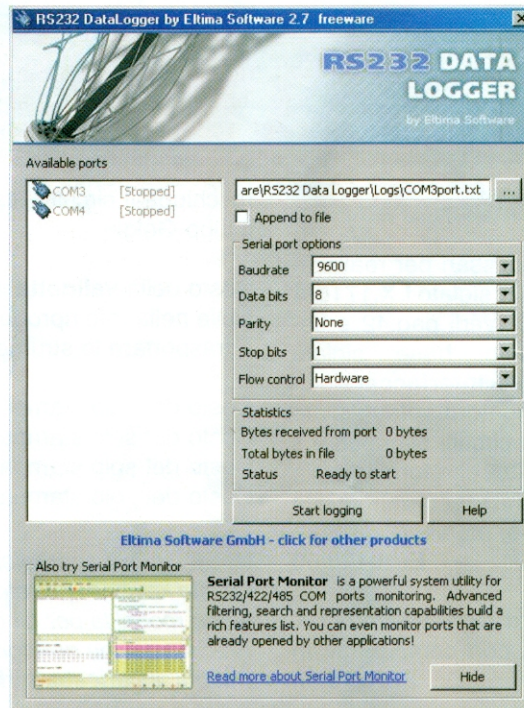 RS232 DataLogger by Eltima Software 2.7 freeware
RS232 DATA
LOGGER
by Eltima Software
Available ports
COM3 [Stopped]
COM4 [Stopped]
are\RS232 Data Logger\Logs\COM3port.txt ...
Append to file
Serial port options
Baudrate 9600
Data bits 8
Parity None
Stop bits 1
Flow control Hardware
Statistics
Bytes received from port 0 bytes
Total bytes in file 0 bytes
Status Ready to start
Start logging Help
Eltima Software GmbH - click for other products
Also try Serial Port Monitor
Serial Port Monitor is a powerful system utility for
RS232/422/485 COM ports monitoring. Advanced
filtering, search and representation capabilities build a
rich features list. You can even monitor ports that are
already opened by other applications!
Read more about Serial Port Monitor Hide